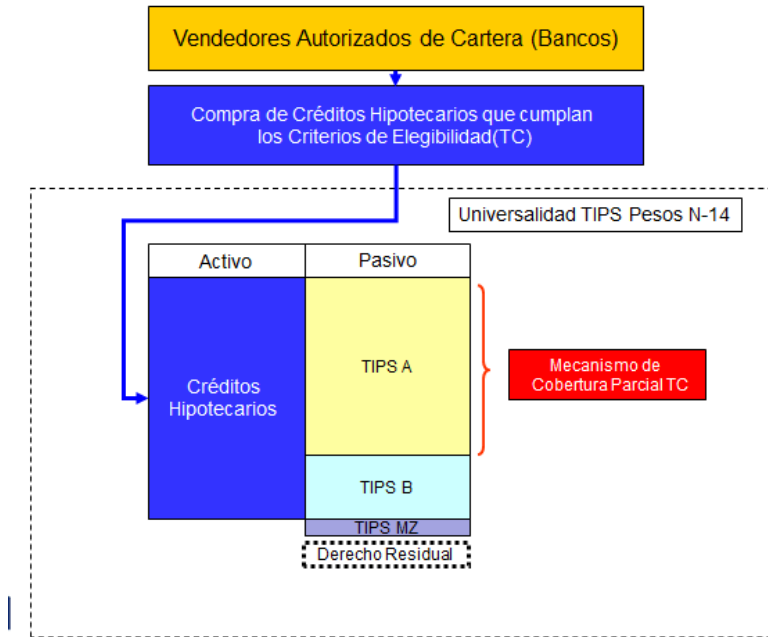 Vendedores Autorizados de Cartera (Bancos)
Compra de Créditos Hipotecarios que cumplan
los Criterios de Elegibilidad(TC)
Universalidad TIPS Pesos N-14
Activo
Pasivo
Créditos
Hipotecarios
TIPS A
Mecanismo de
Cobertura Parcial TC
TIPS B
TIPS MZ
Derecho Residual